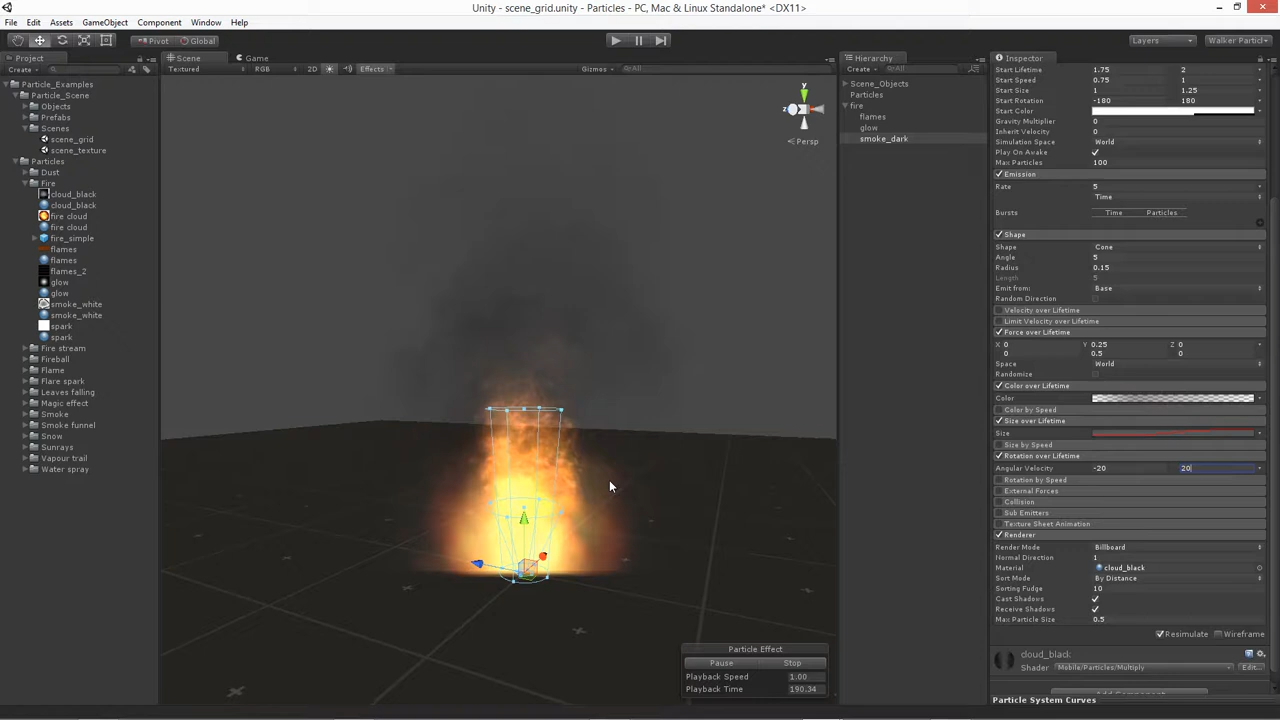 Unity - scene_grid.unity - Particles - PC, Mac & Linux Standalone* <DX11>
File Edit Assets GameObject Component Window Help
Pivot Global Layers Walker Particl
Project
Create
Particle_Examples
Particle_Scene
Objects
Prefabs
Scenes
scene_grid
scene_texture
Particles
Dust
Fire
cloud_black
cloud_black
fire cloud
fire cloud
fire_simple
flames
flames
flames_2
glow
glow
smoke_white
smoke_white
spark
spark
Fire stream
Fireball
Flame
Flare spark
Leaves falling
Magic effect
Smoke
Smoke funnel
Snow
Sunrays
Vapour trail
Water spray
Scene Game
Textured RGB 2D Effects Gizmos All
y
z
Persp
Particle Effect
Pause Stop
Playback Speed 1.00
Playback Time 190.34
Hierarchy
Create All
Scene_Objects
Particles
fire
flames
glow
smoke_dark
Inspector
Start Lifetime 1.75 2
Start Speed 0.75 1
Start Size 1 1.25
Start Rotation -180 180
Start Color
Gravity Multiplier 0
Inherit Velocity 0
Simulation Space World
Play On Awake
Max Particles 100
Emission
Rate 5
Time
Bursts Time Particles
Shape
Shape Cone
Angle 5
Radius 0.15
Length 5
Emit from: Base
Random Direction
Velocity over Lifetime
Limit Velocity over Lifetime
Force over Lifetime
X 0 Y 0.25 Z 0
0 0.5 0
Space World
Randomize
Color over Lifetime
Color
Color by Speed
Size over Lifetime
Size
Size by Speed
Rotation over Lifetime
Angular Velocity -20 20
Rotation by Speed
External Forces
Collision
Sub Emitters
Texture Sheet Animation
Renderer
Render Mode Billboard
Normal Direction 1
Material cloud_black
Sort Mode By Distance
Sorting Fudge 10
Cast Shadows
Receive Shadows
Max Particle Size 0.5
Resimulate Wireframe
cloud_black
Shader Mobile/Particles/Multiply Edit...
Add Component
Particle System Curves